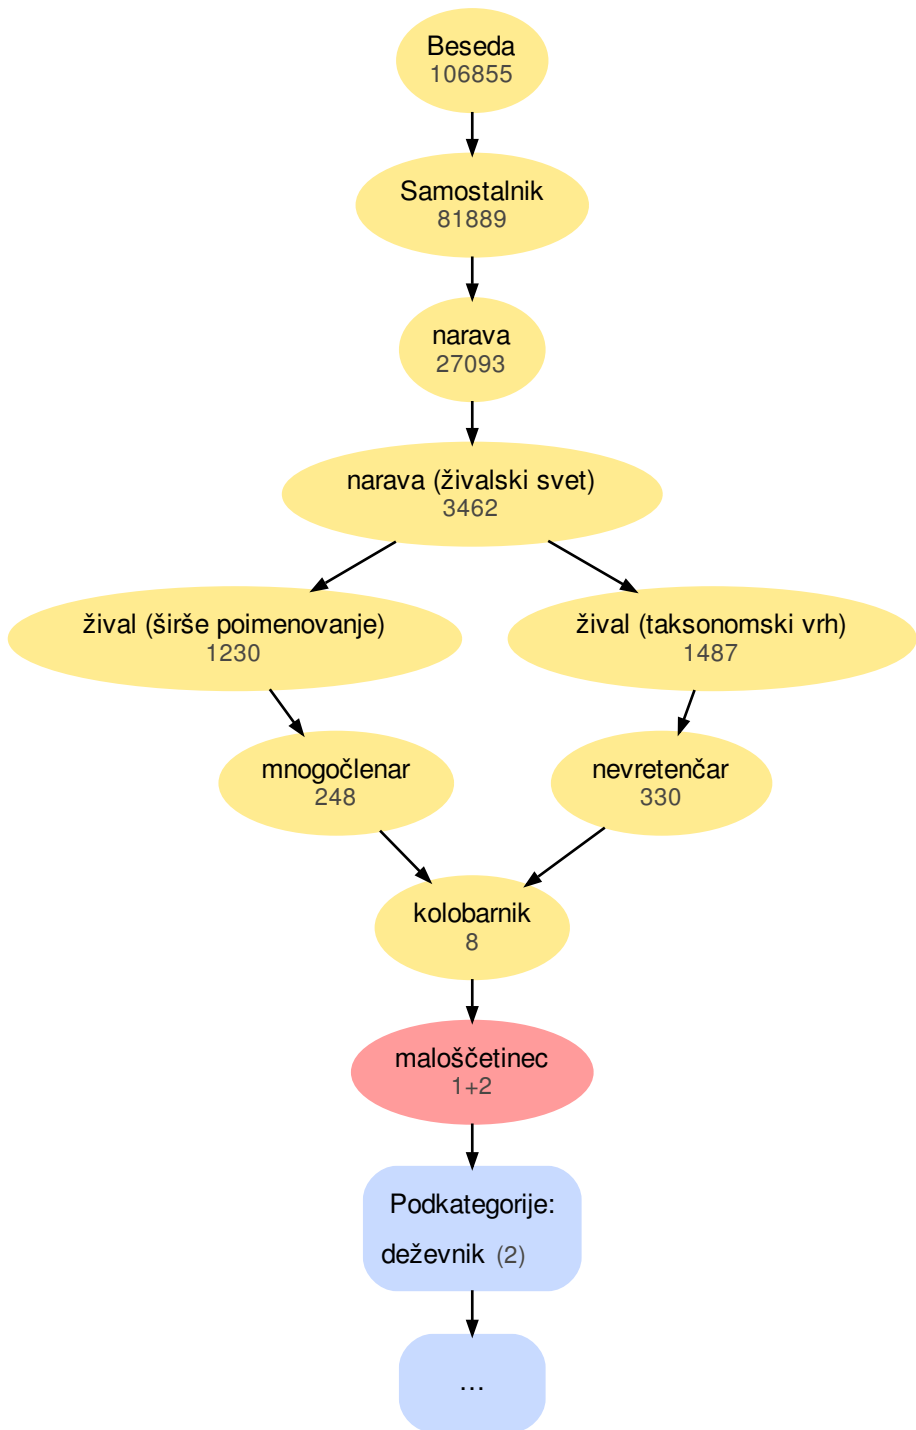 Beseda
106855
Samostalnik
81889
narava
27093
narava (živalski svet)
3462
žival (širše poimenovanje)
1230
žival (taksonomski vrh)
1487
mnogočlenar
248
nevretenčar
330
kolobarnik
8
maloščetinec
1+2
Podkategorije:
deževnik (2)
...